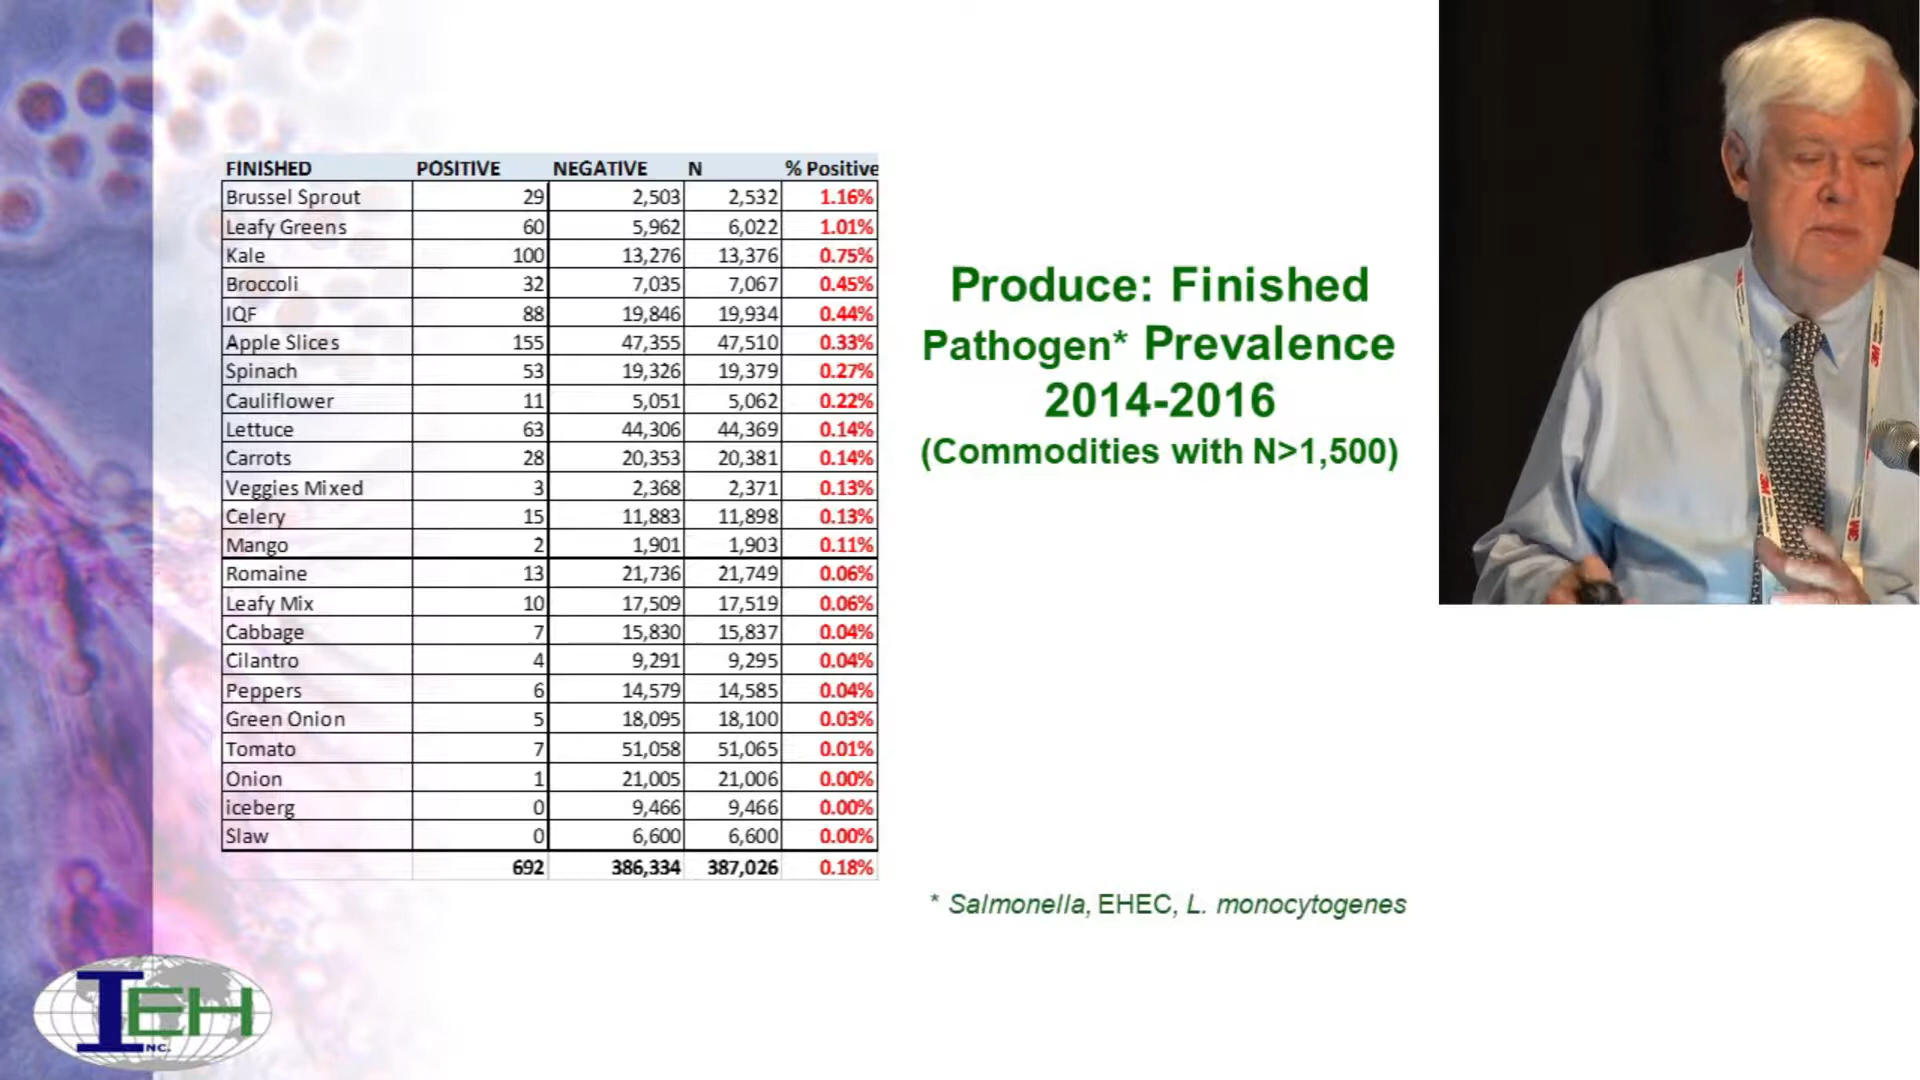 FINISHED POSITIVE NEGATIVE N % Positive
Brussel Sprout 29 2,503 2,532 1.16%
Leafy Greens 60 5,962 6,022 1.01%
Kale 100 13,276 13,376 0.75%
Broccoli 32 7,035 7,067 0.45%
IQF 88 19,846 19,934 0.44%
Apple Slices 155 47,355 47,510 0.33%
Spinach 53 19,326 19,379 0.27%
Cauliflower 11 5,051 5,062 0.22%
Lettuce 63 44,306 44,369 0.14%
Carrots 28 20,353 20,381 0.14%
Veggies Mixed 3 2,368 2,371 0.13%
Celery 15 11,883 11,898 0.13%
Mango 2 1,901 1,903 0.11%
Romaine 13 21,736 21,749 0.06%
Leafy Mix 10 17,509 17,519 0.06%
Cabbage 7 15,830 15,837 0.04%
Cilantro 4 9,291 9,295 0.04%
Peppers 6 14,579 14,585 0.04%
Green Onion 5 18,095 18,100 0.03%
Tomato 7 51,058 51,065 0.01%
Onion 1 21,005 21,006 0.00%
iceberg 0 9,466 9,466 0.00%
Slaw 0 6,600 6,600 0.00%
692 386,334 387,026 0.18%
Produce: Finished
Pathogen* Prevalence
2014-2016
(Commodities with N>1,500)
* Salmonella, EHEC, L. monocytogenes
IEH
INC.
3M
3M
3M